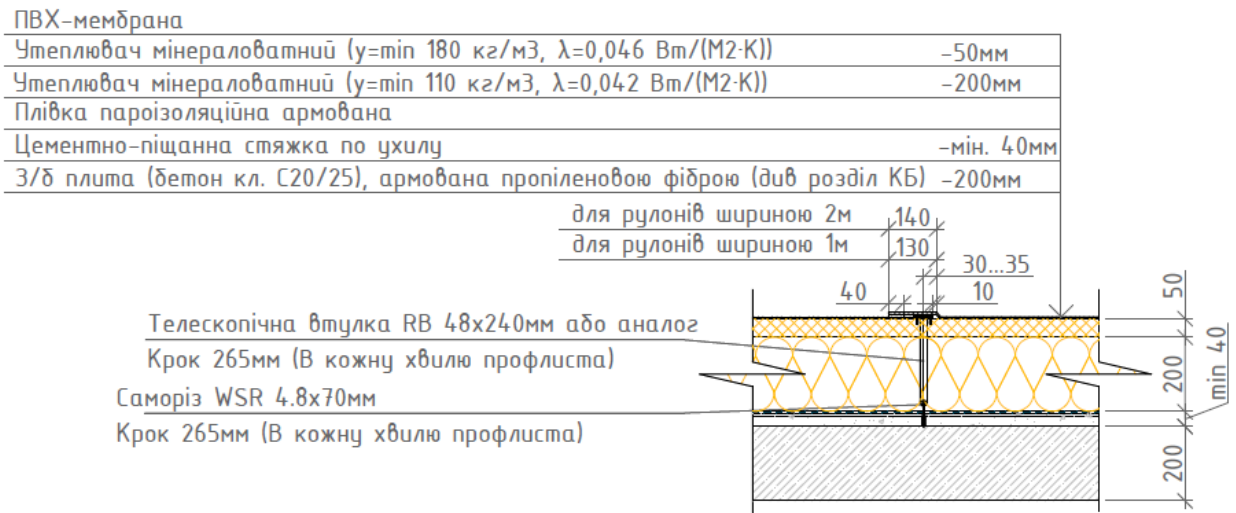 ПВХ-мембрана
Утеплювач мінераловатний (y=min 180 кг/м3, λ=0,046 Вт/(М2·К)) -50мм
Утеплювач мінераловатний (y=min 110 кг/м3, λ=0,042 Вт/(М2·К)) -200мм
Плівка пароізоляційна армована
Цементно-піщанна стяжка по ухилу -мін. 40мм
З/б плита (бетон кл. С20/25), армована пропіленовою фіброю (див розділ КБ) -200мм
для рулонів шириною 2м 140
для рулонів шириною 1м 130
30...35
40 10
50
Телескопічна втулка RB 48x240мм або аналог
Крок 265мм (В кожну хвилю профлиста)
200
min 40
Саморіз WSR 4.8x70мм
Крок 265мм (В кожну хвилю профлиста)
200